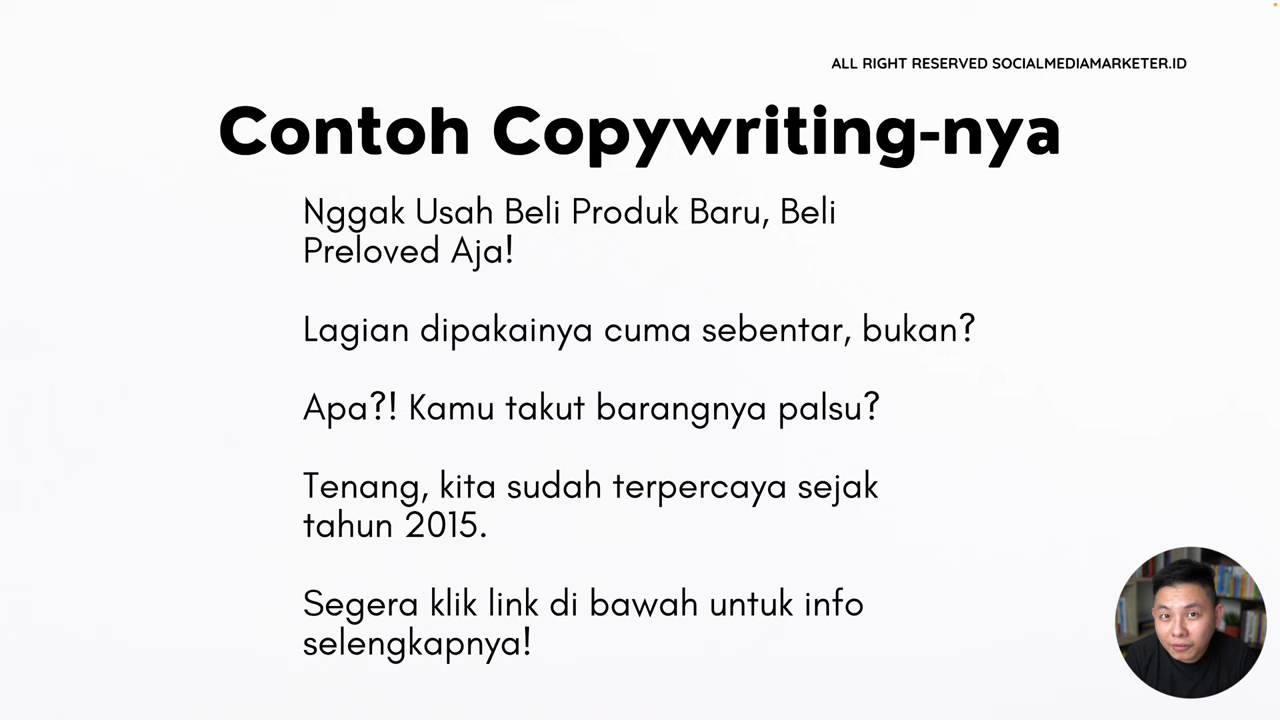 ALL RIGHT RESERVED SOCIALMEDIAMARKETER.ID
Contoh Copywriting-nya
Nggak Usah Beli Produk Baru, Beli
Preloved Aja!
Lagian dipakainya cuma sebentar, bukan?
Apa?! Kamu takut barangnya palsu?
Tenang, kita sudah terpercaya sejak
tahun 2015.
Segera klik link di bawah untuk info
selengkapnya!